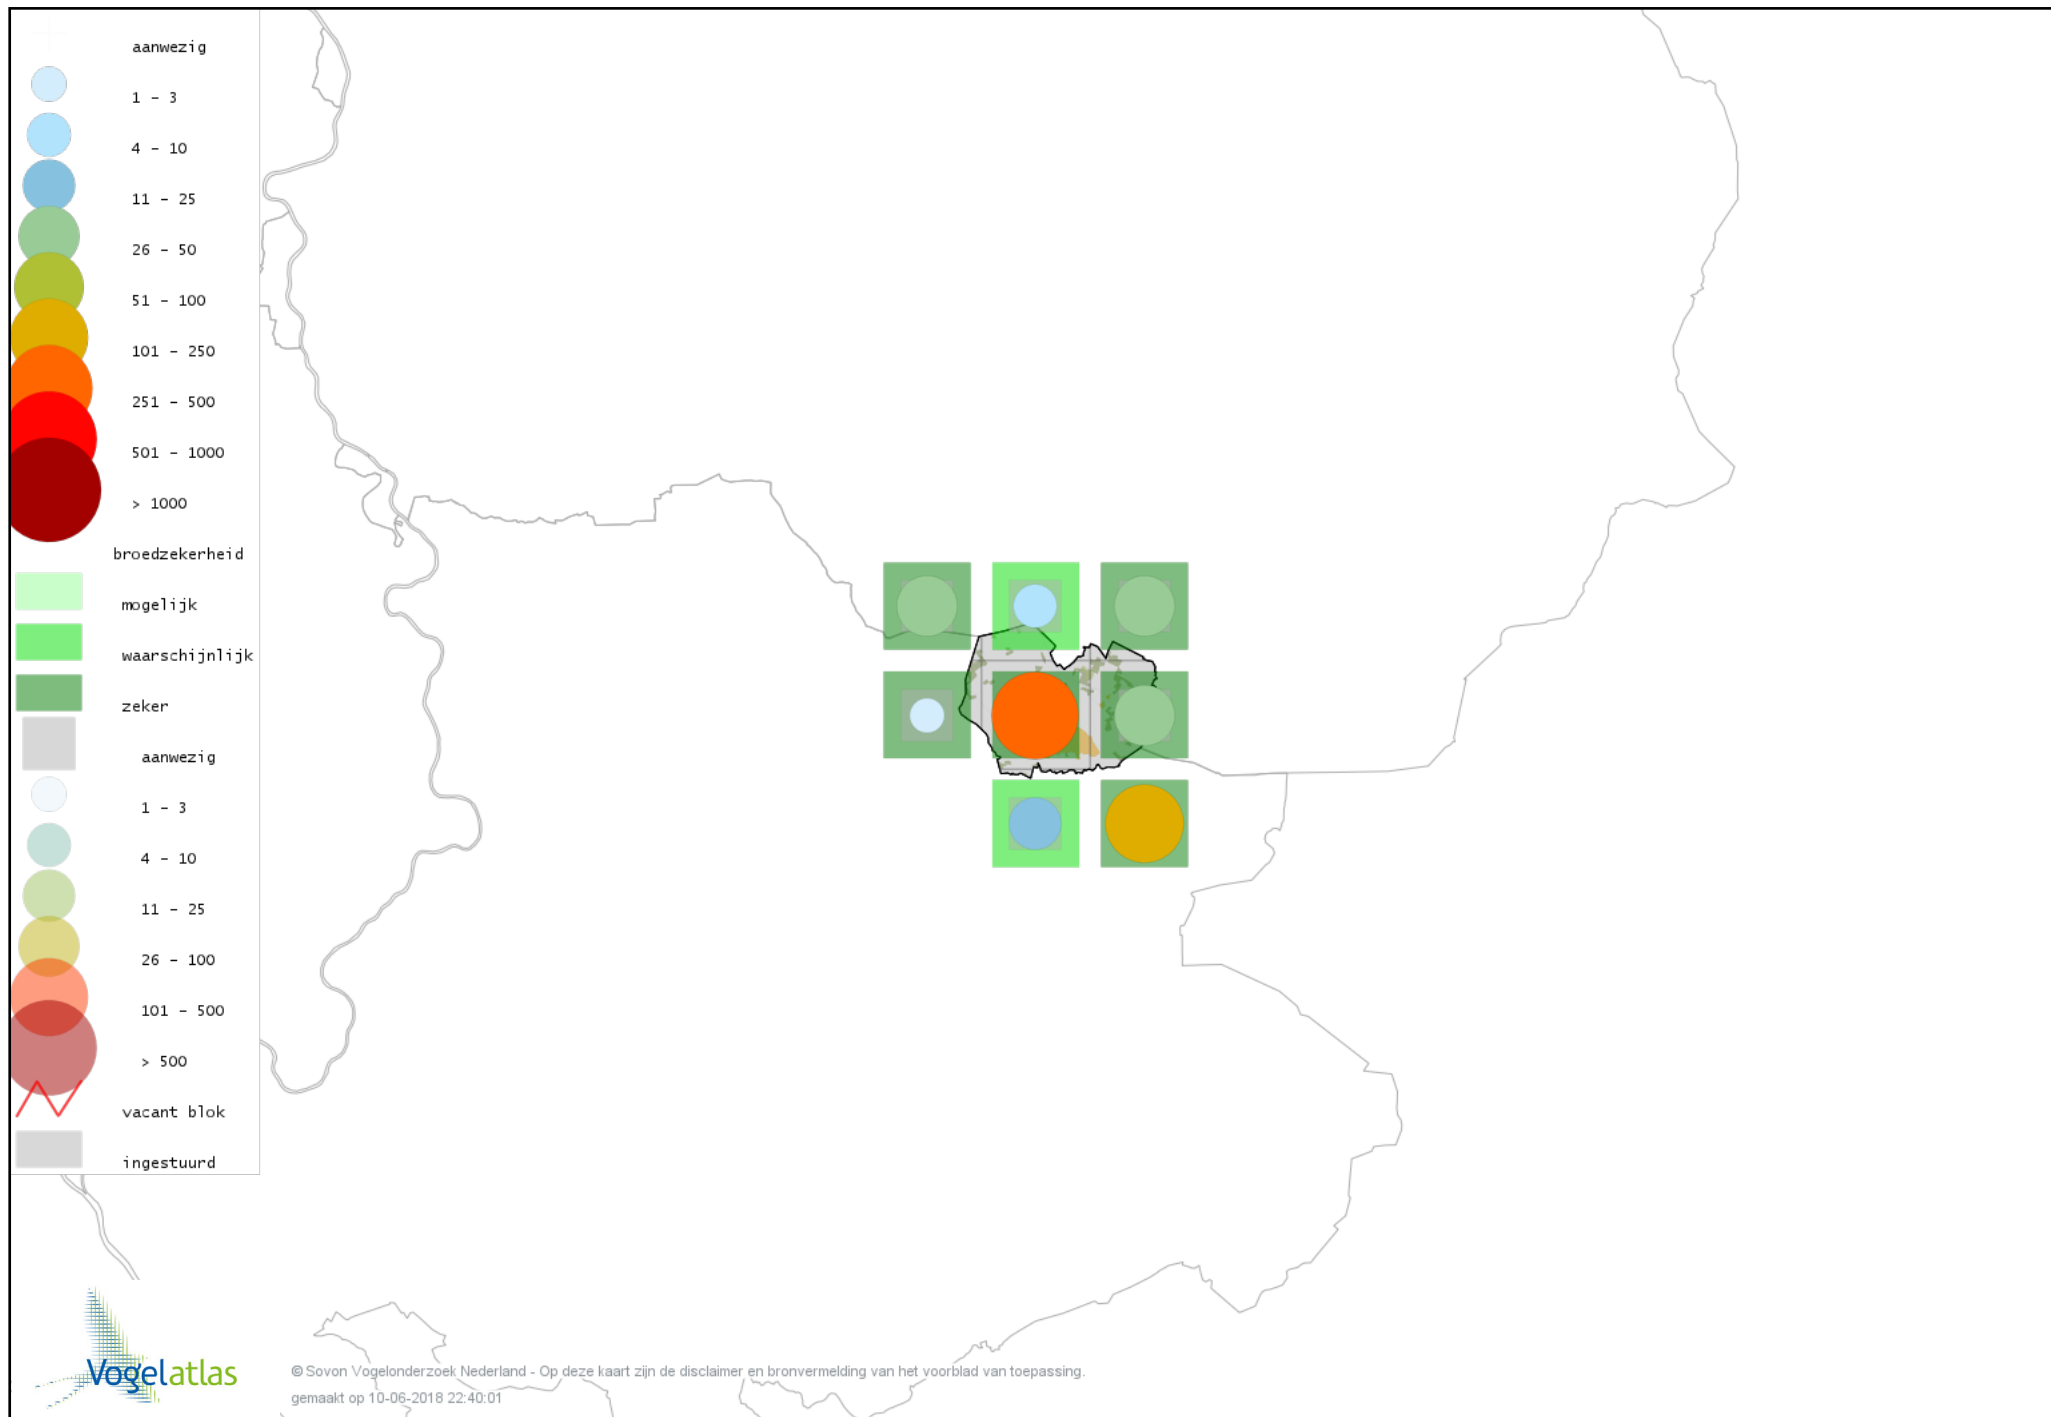 aanwezig
1 - 3
4 - 10
11 - 25
26 - 50
51 - 100
101 - 250
251 - 500
501 - 1000
> 1000
broedzekerheid
mogelijk
waarschijnlijk
zeker
aanwezig
1 - 3
4 - 10
11 - 25
26 - 100
101 - 500
> 500
vacant blok
ingestuurd
Vogelatlas
© Sovon Vogelonderzoek Nederland - Op deze kaart zijn de disclaimer en bronvermelding van het voorblad van toepassing.
gemaakt op 10-06-2018 22:40:01